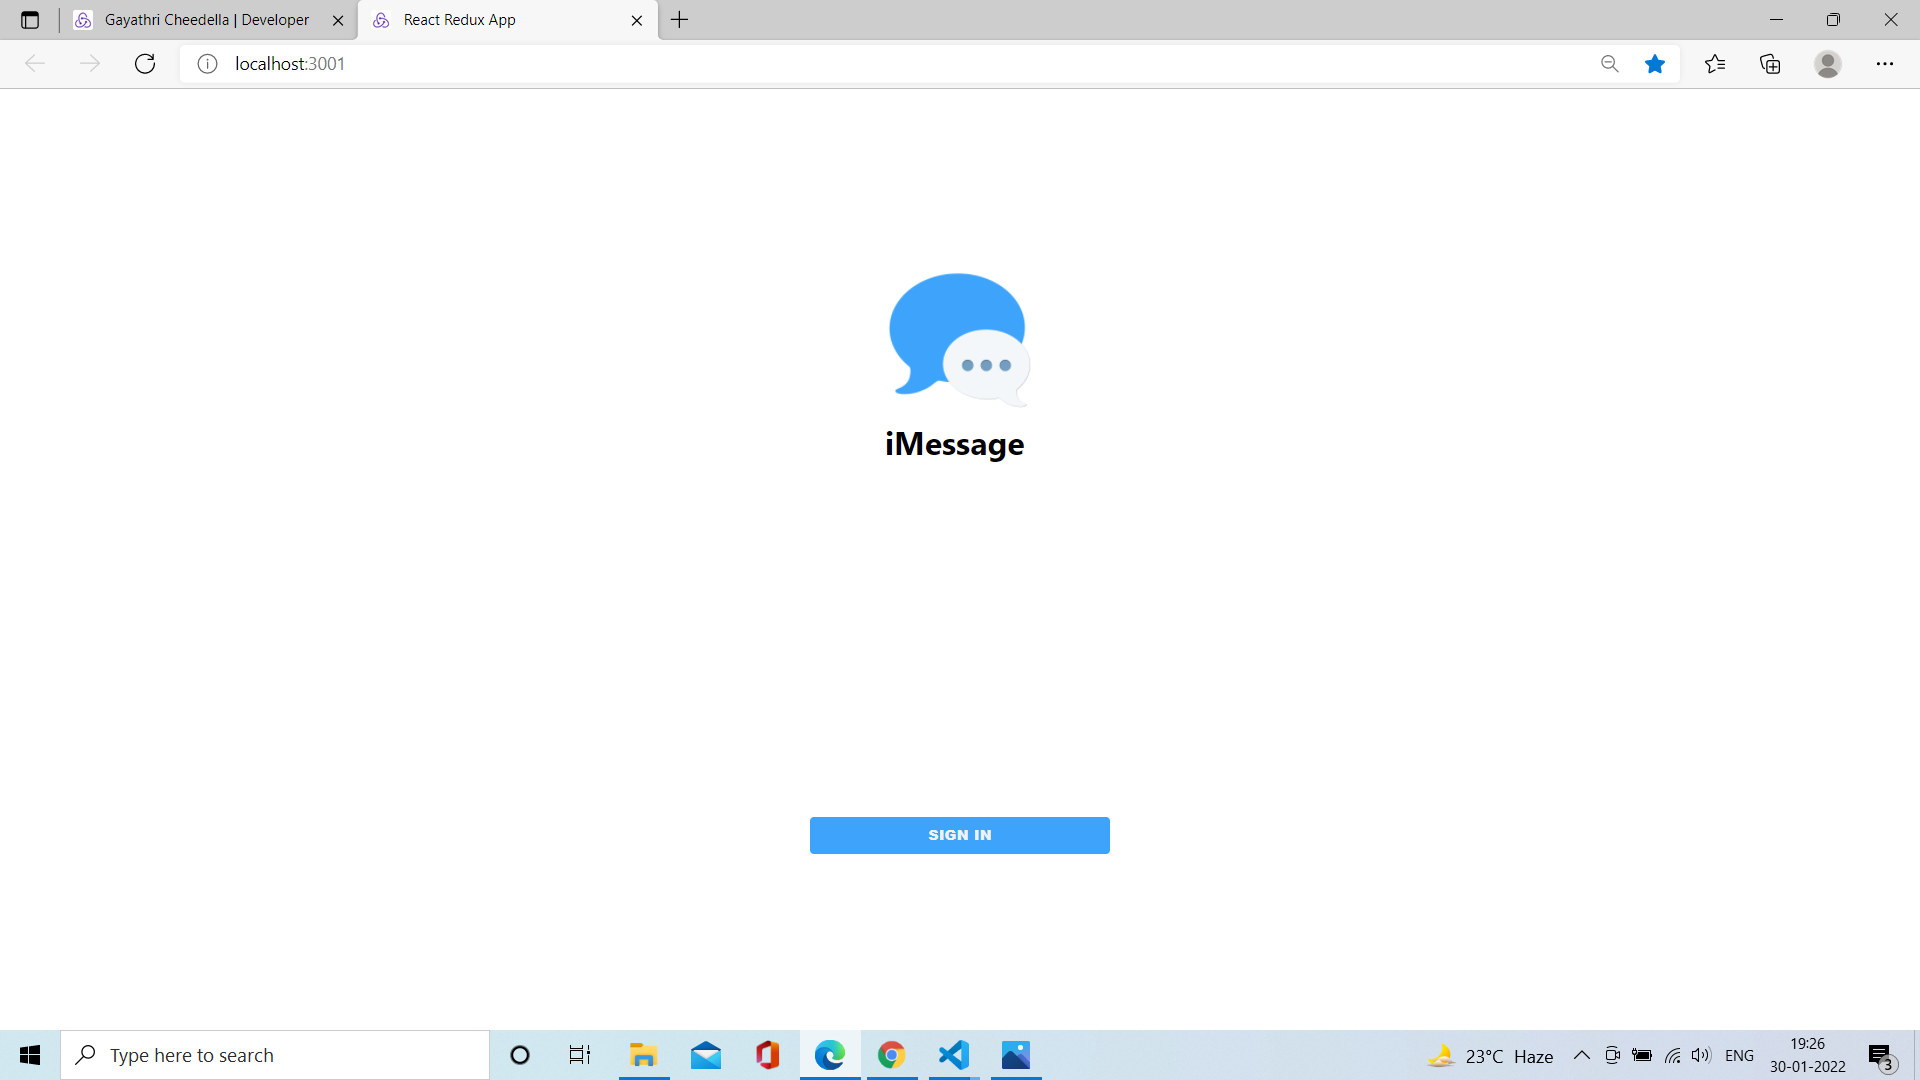 Gayathri Cheedella | Developer
React Redux App
localhost:3001
iMessage
SIGN IN
Type here to search
23°C Haze
ENG
19:26
30-01-2022
3